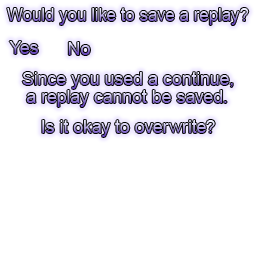 Would you like to save a replay?
Yes No
Since you used a continue,
a replay cannot be saved.
Is it okay to overwrite?